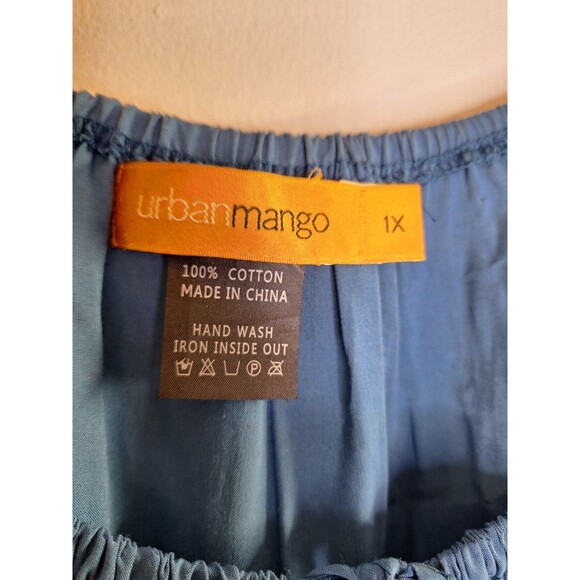 urbanmango 1X
100% COTTON
MADE IN CHINA
HAND WASH
IRON INSIDE OUT